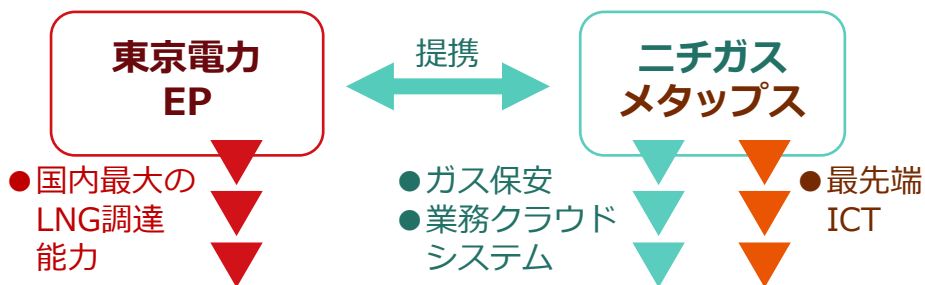 東京電力
EP
提携
ニチガス
メタップス
●国内最大の
LNG調達
能力
●ガス保安
●業務クラウド
システム
●最先端
ICT